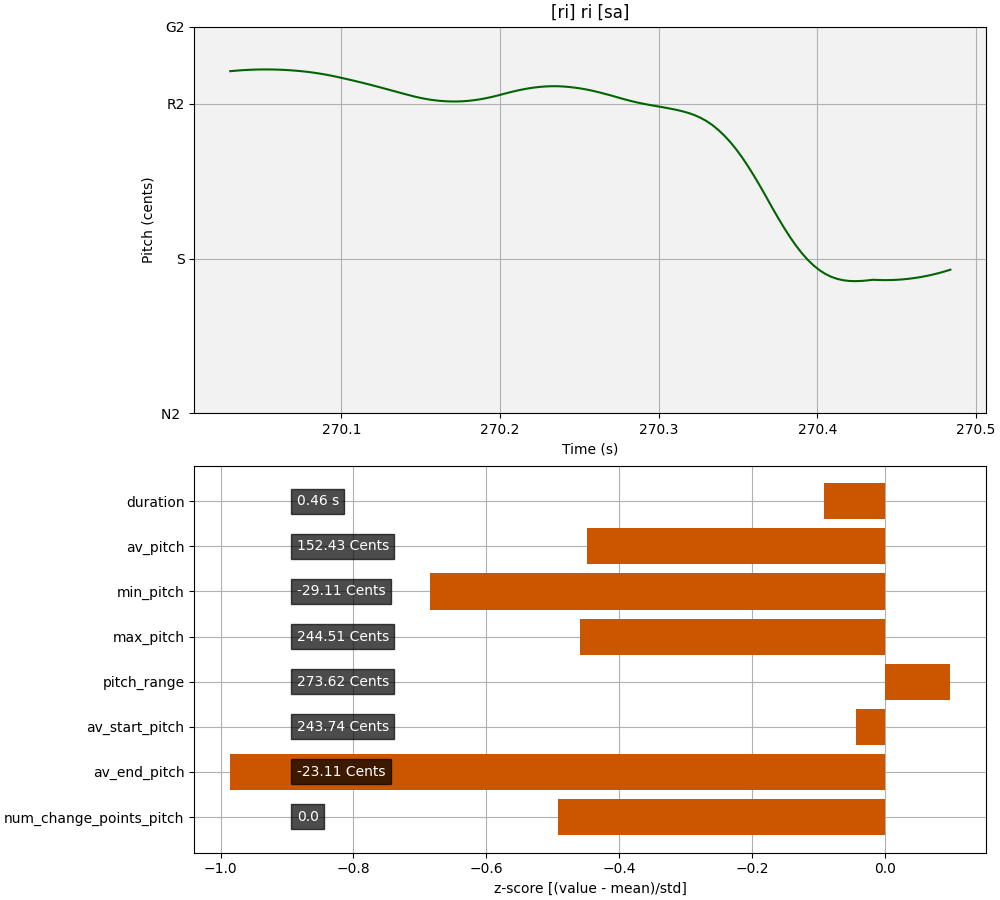 [ri] ri [sa]
G2
R2
S
N2
Pitch (cents)
270.1 270.2 270.3 270.4 270.5
Time (s)
duration 0.46 s
av_pitch 152.43 Cents
min_pitch -29.11 Cents
max_pitch 244.51 Cents
pitch_range 273.62 Cents
av_start_pitch 243.74 Cents
av_end_pitch -23.11 Cents
num_change_points_pitch 0.0
−1.0 −0.8 −0.6 −0.4 −0.2 0.0
z-score [(value - mean)/std]